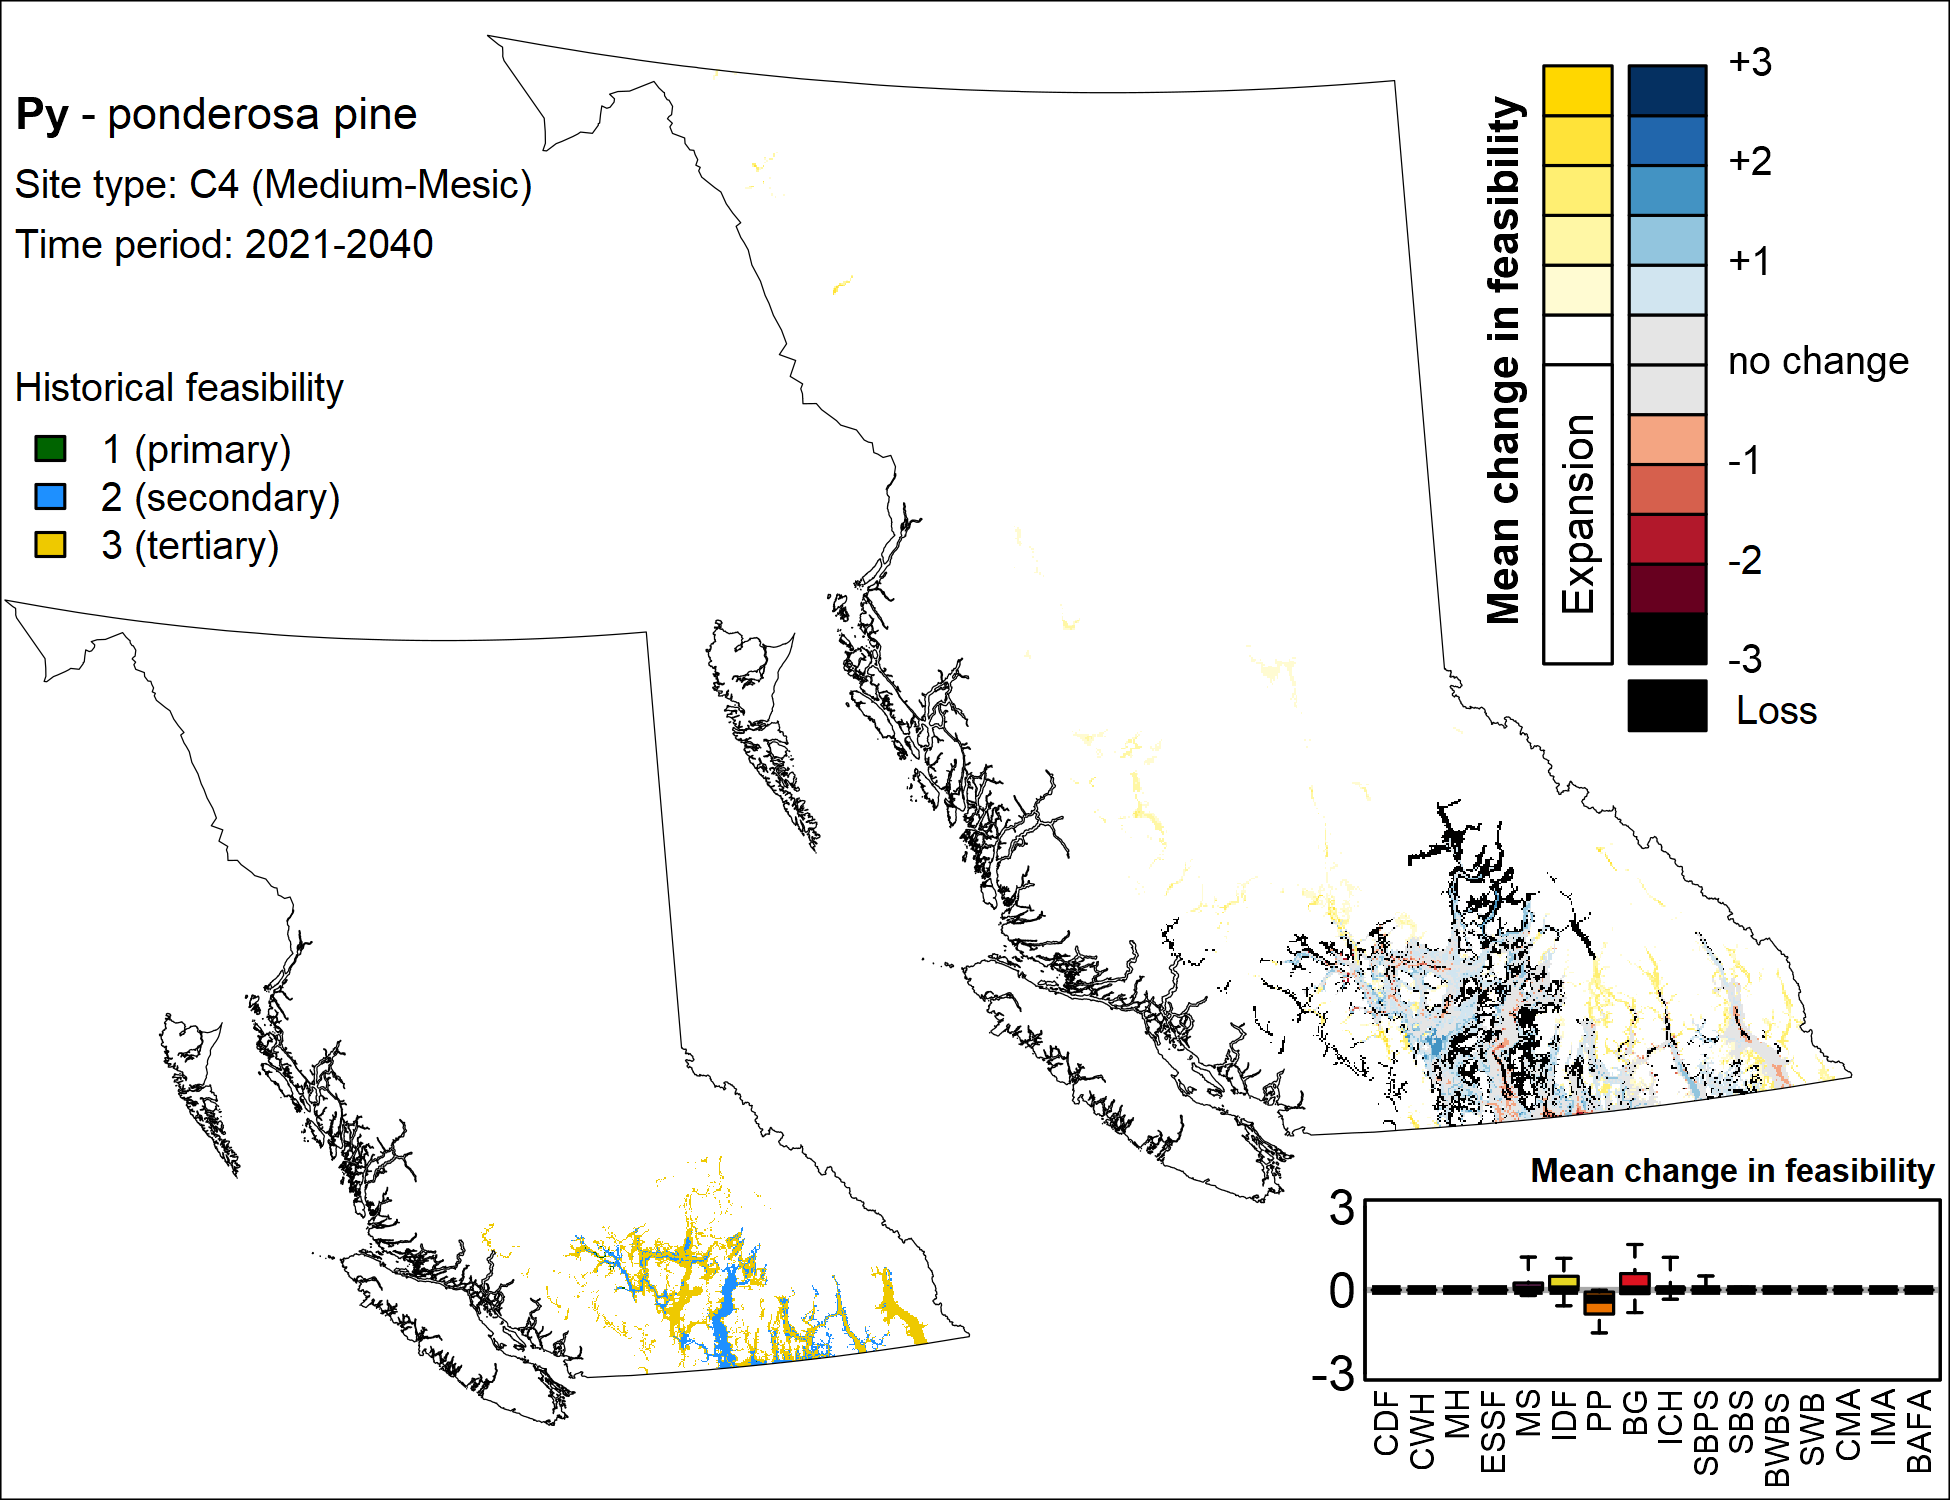 Py - ponderosa pine
Site type: C4 (Medium-Mesic)
Time period: 2021-2040
Historical feasibility
1 (primary)
2 (secondary)
3 (tertiary)
Mean change in feasibility
Expansion
+3
+2
+1
no change
-1
-2
-3
Loss
Mean change in feasibility
3
0
-3
CDF
CWH
MH
ESSF
MS
IDF
PP
BG
ICH
SBPS
SBS
BWBS
SWB
CMA
IMA
BAFA